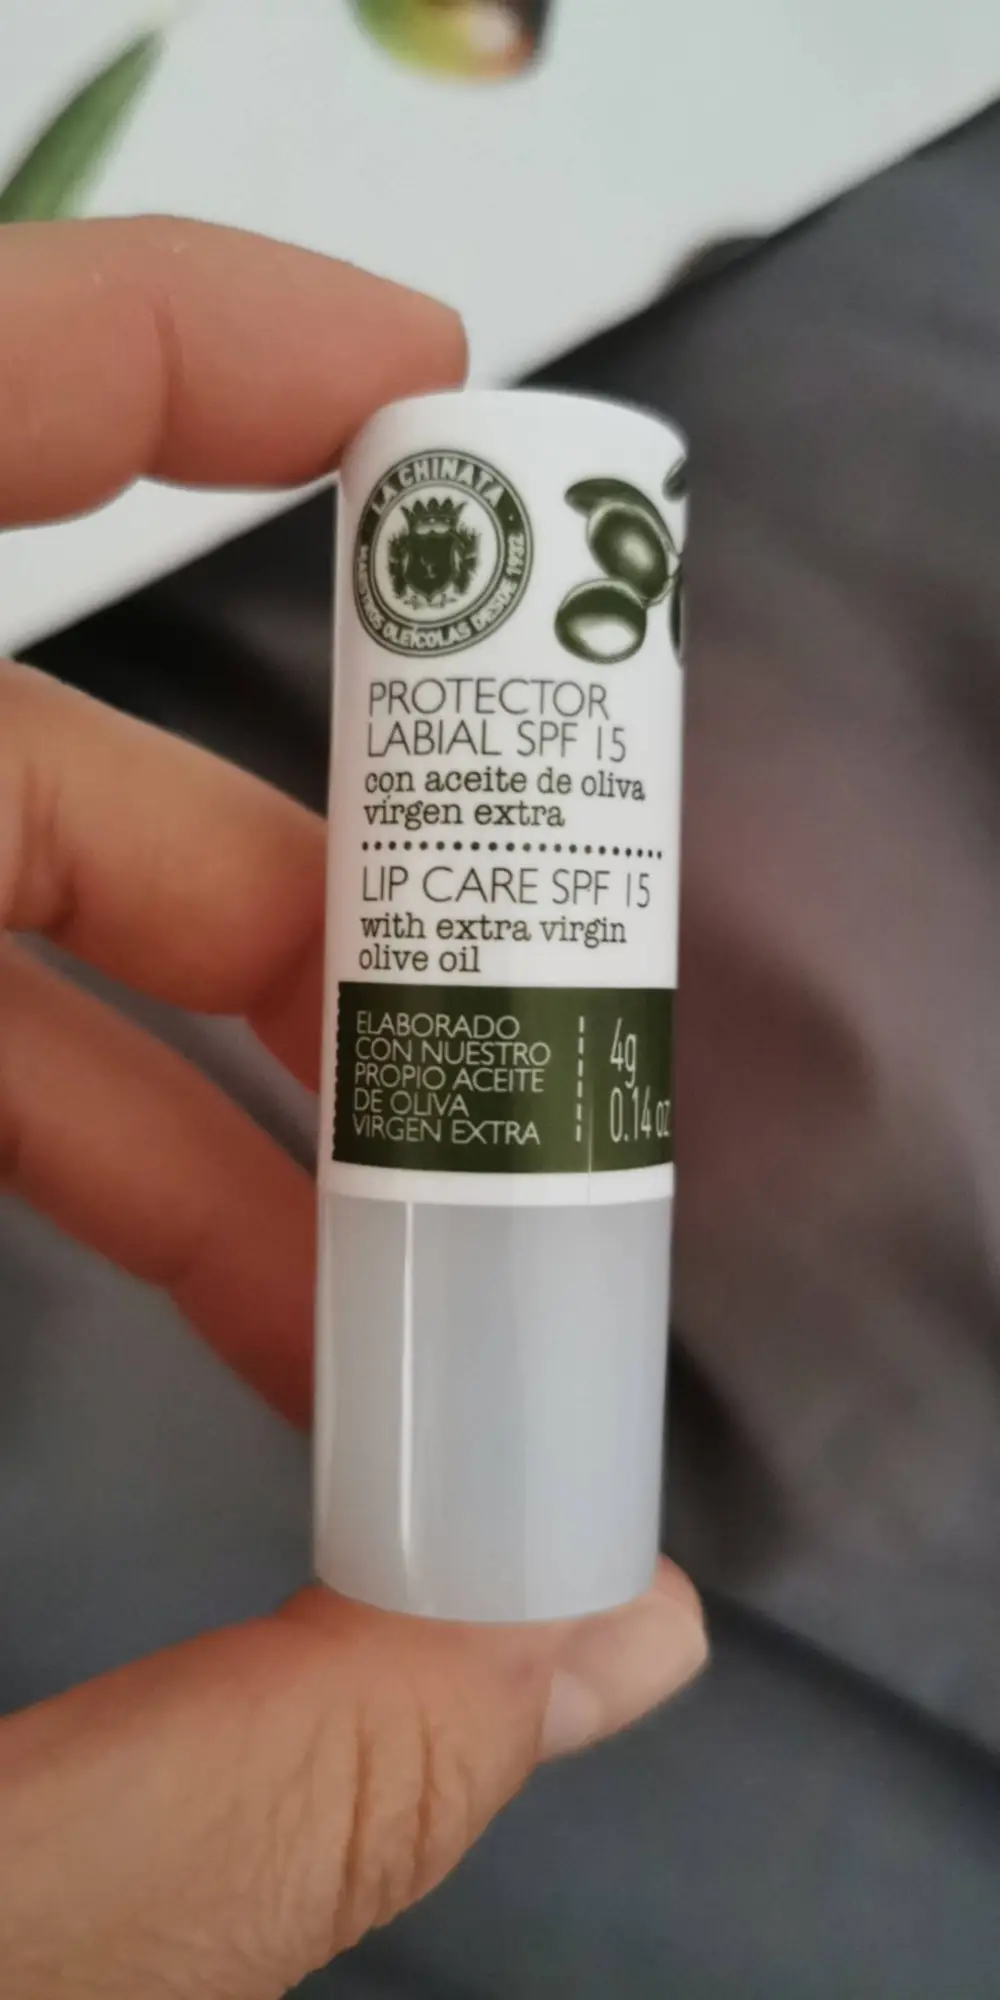 LA CHINATA
MAESTROS OLEÍCOLAS DESDE 1932
PROTECTOR
LABIAL SPF 15
con aceite de oliva
virgen extra
LIP CARE SPF 15
with extra virgin
olive oil
ELABORADO
CON NUESTRO
PROPIO ACEITE
DE OLIVA
VIRGEN EXTRA
4g
0.14 oz